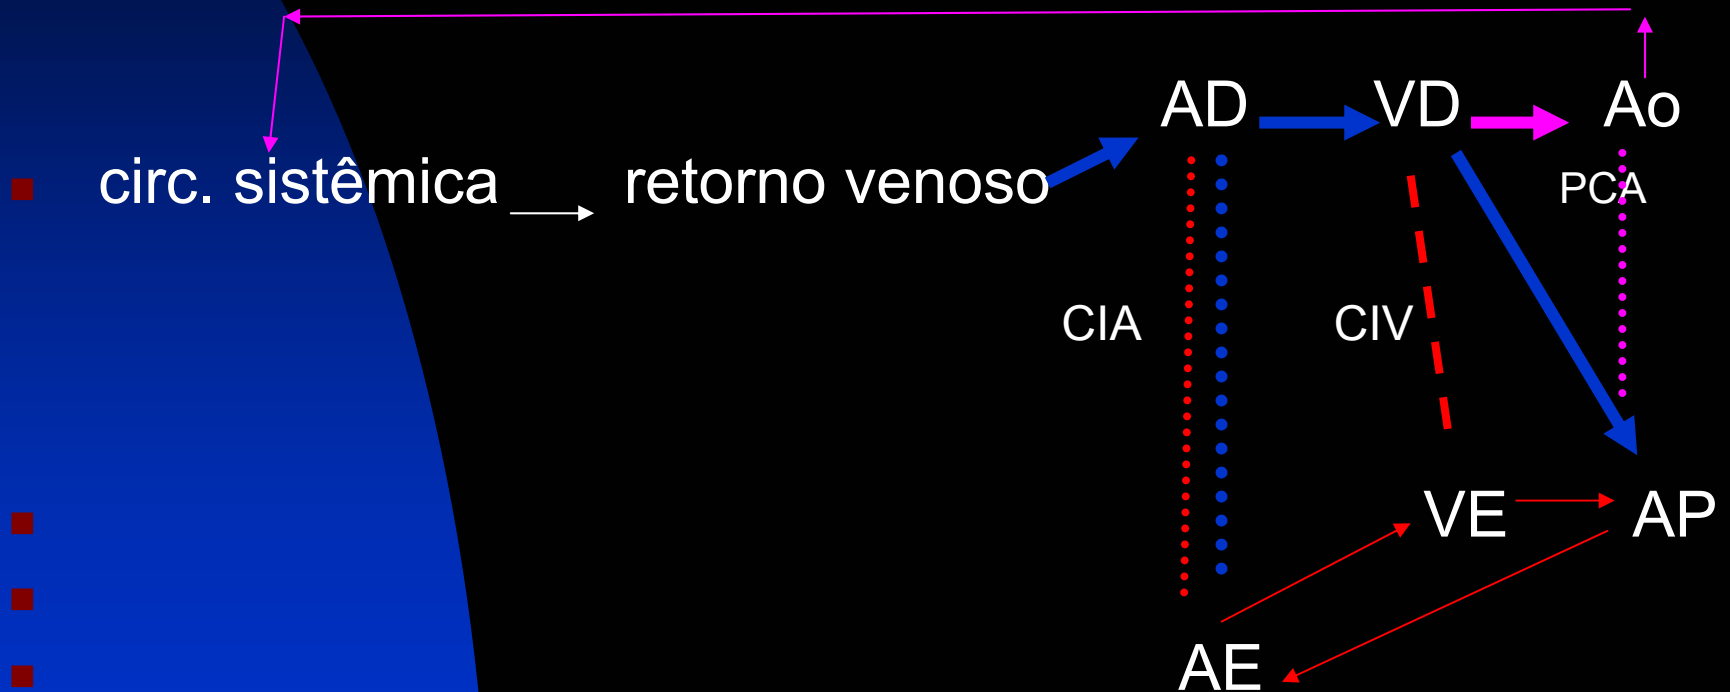 AD VD Ao
circ. sistêmica retorno venoso PCA
CIA CIV
VE AP
AE